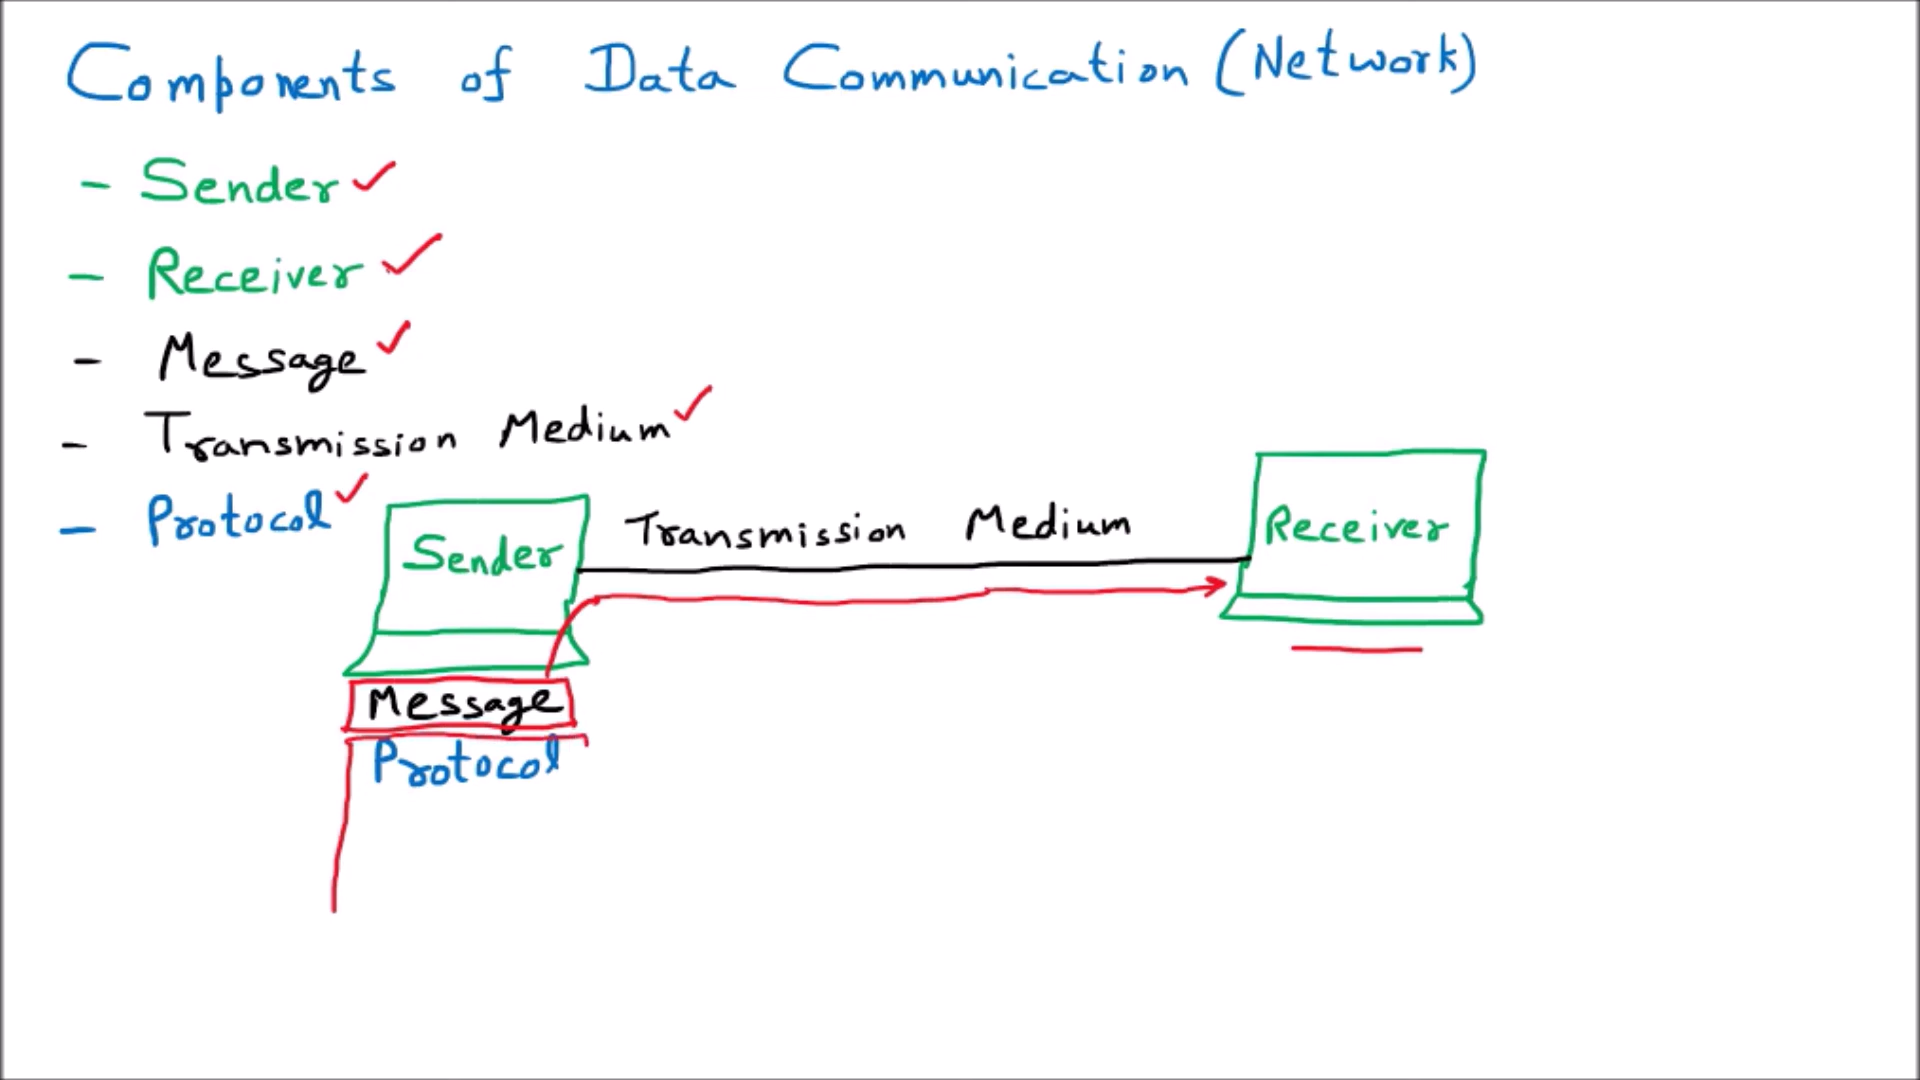 Components of Data Communication (Network)
- Sender ✓
- Receiver ✓
- Message ✓
- Transmission Medium ✓
- Protocol ✓
Sender
Transmission Medium
Receiver
Message
Protocol